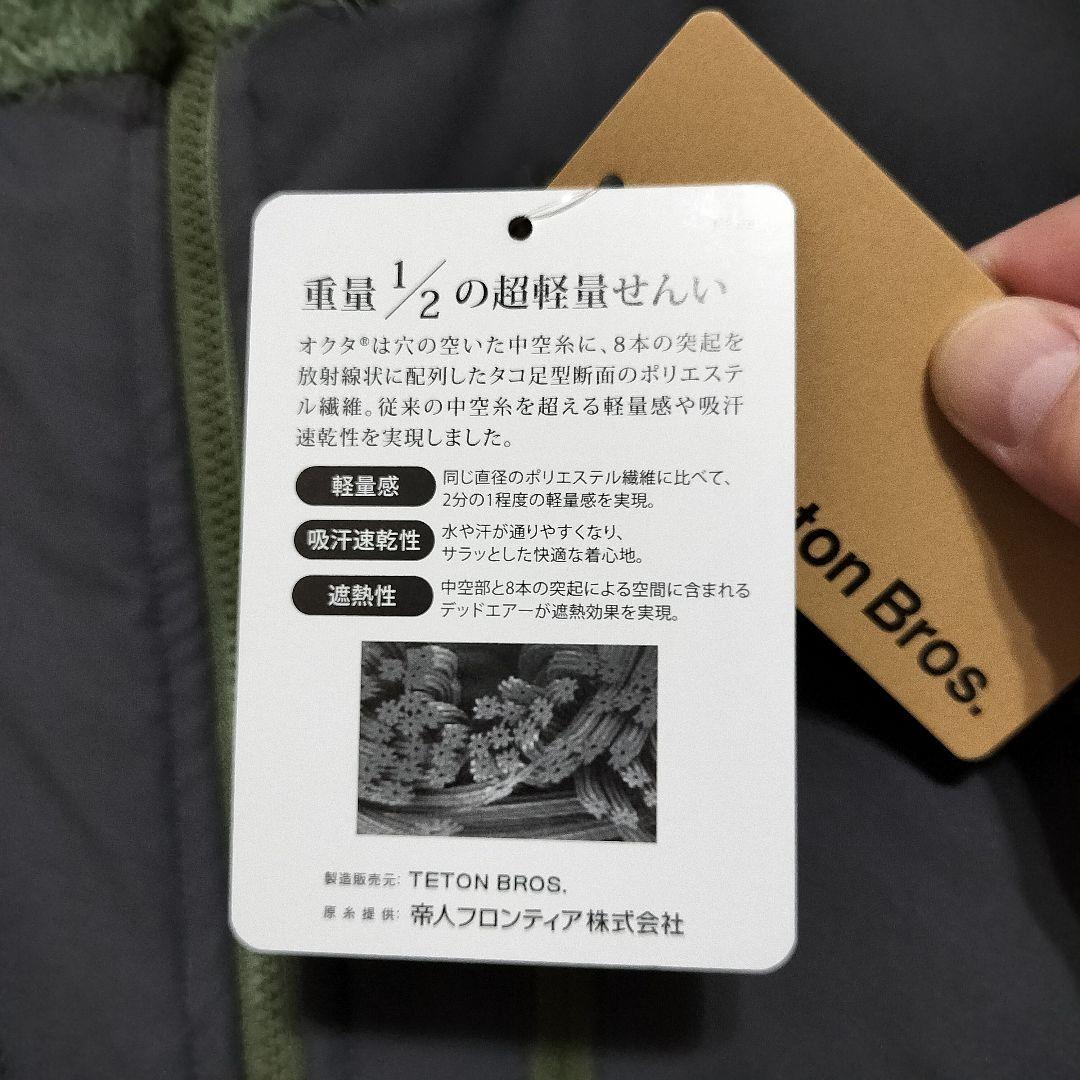 重量1/2の超軽量せんい
オクタ®は穴の空いた中空糸に、8本の突起を
放射線状に配列したタコ足型断面のポリエステ
ル繊維。従来の中空糸を超える軽量感や吸汗
速乾性を実現しました。
軽量感 同じ直径のポリエステル繊維に比べて、
2分の1程度の軽量感を実現。
吸汗速乾性 水や汗が通りやすくなり、
サラッとした快適な着心地。
遮熱性 中空部と8本の突起による空間に含まれる
デッドエアーが遮熱効果を実現。
製造販売元: TETON BROS.
原糸提供: 帝人フロンティア株式会社
ton Bros.